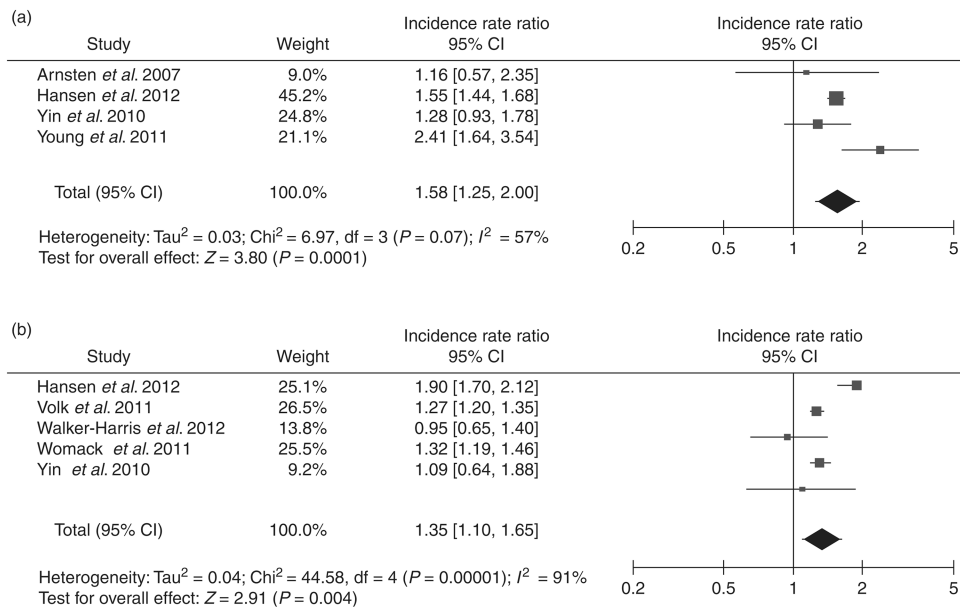 (a)
Incidence rate ratio Incidence rate ratio
Study Weight 95% CI 95% CI
Arnsten et al. 2007 9.0% 1.16 [0.57, 2.35]
Hansen et al. 2012 45.2% 1.55 [1.44, 1.68]
Yin et al. 2010 24.8% 1.28 [0.93, 1.78]
Young et al. 2011 21.1% 2.41 [1.64, 3.54]
Total (95% CI) 100.0% 1.58 [1.25, 2.00]
Heterogeneity: Tau² = 0.03; Chi² = 6.97, df = 3 (P = 0.07); I² = 57%
Test for overall effect: Z = 3.80 (P = 0.0001)
0.2 0.5 1 2 5
(b)
Incidence rate ratio Incidence rate ratio
Study Weight 95% CI 95% CI
Hansen et al. 2012 25.1% 1.90 [1.70, 2.12]
Volk et al. 2011 26.5% 1.27 [1.20, 1.35]
Walker-Harris et al. 2012 13.8% 0.95 [0.65, 1.40]
Womack et al. 2011 25.5% 1.32 [1.19, 1.46]
Yin et al. 2010 9.2% 1.09 [0.64, 1.88]
Total (95% CI) 100.0% 1.35 [1.10, 1.65]
Heterogeneity: Tau² = 0.04; Chi² = 44.58, df = 4 (P = 0.00001); I² = 91%
Test for overall effect: Z = 2.91 (P = 0.004)
0.2 0.5 1 2 5